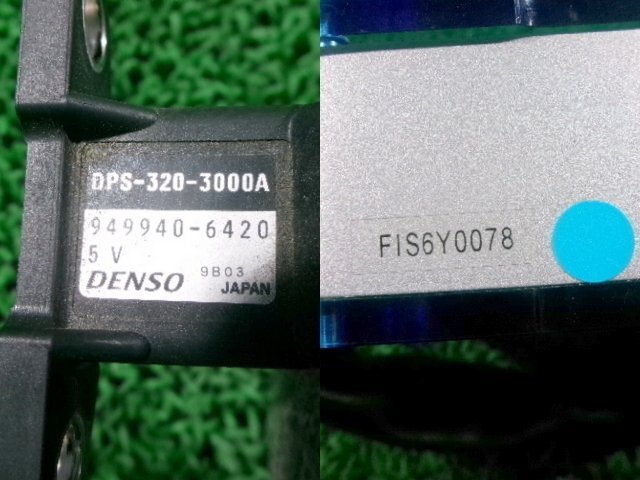 DPS-320-3000A
949940-6420
5 V
DENSO 9B03 JAPAN
FIS6Y0078